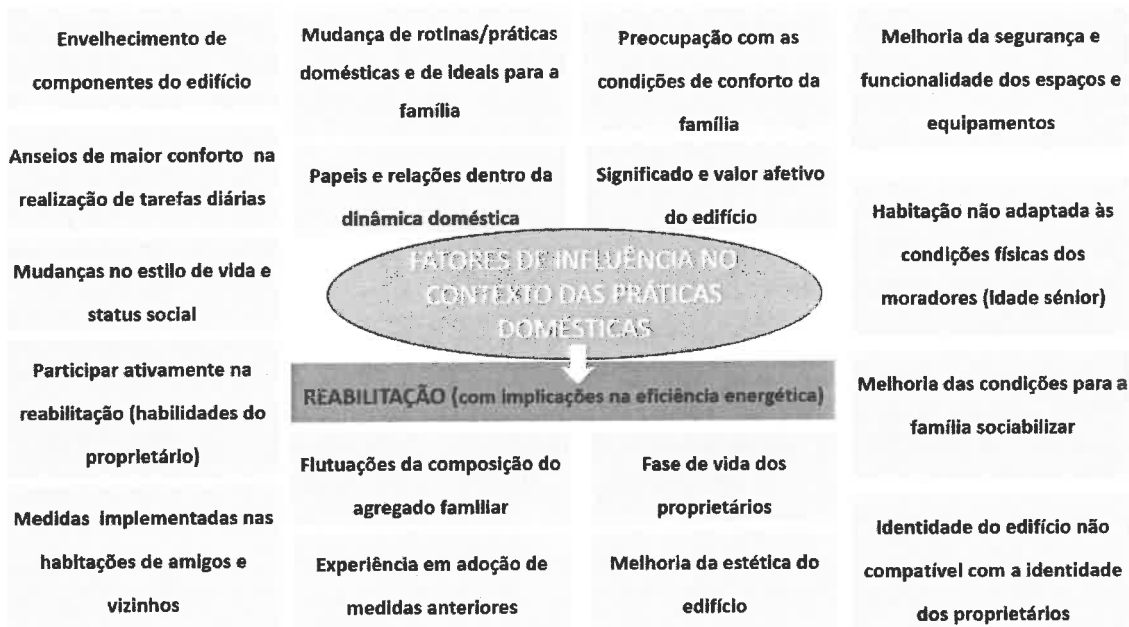 Envelhecimento de
componentes do edifício
Anseios de maior conforto na
realização de tarefas diárias
Mudanças no estilo de vida e
status social
Participar ativamente na
reabilitação (habilidades do
proprietário)
Medidas implementadas nas
habitações de amigos e
vizinhos
Mudança de rotinas/práticas
domésticas e de ideais para a
família
Papeis e relações dentro da
dinâmica doméstica
Preocupação com as
condições de conforto da
família
Significado e valor afetivo
do edifício
FATORES DE INFLUÊNCIA NO
CONTEXTO DAS PRÁTICAS
DOMÉSTICAS
REABILITAÇÃO (com implicações na eficiência energética)
Flutuações da composição do
agregado familiar
Experiência em adoção de
medidas anteriores
Fase de vida dos
proprietários
Melhoria da estética do
edifício
Melhoria da segurança e
funcionalidade dos espaços e
equipamentos
Habitação não adaptada às
condições físicas dos
moradores (idade sénior)
Melhoria das condições para a
família sociabilizar
Identidade do edifício não
compatível com a identidade
dos proprietários